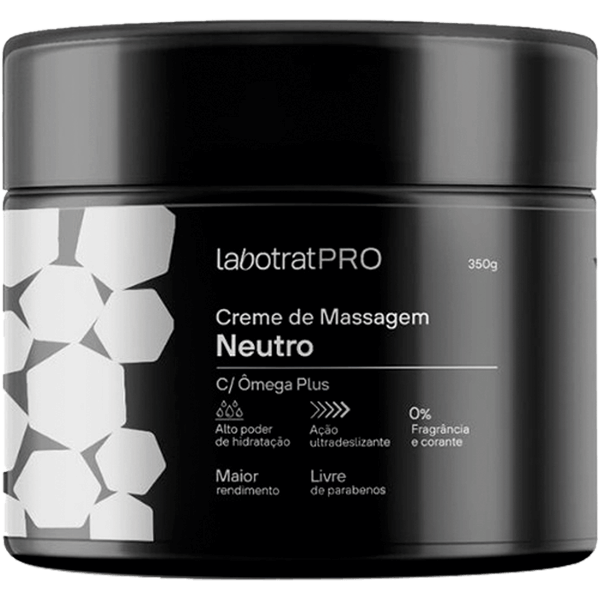 labotratPRO
350g
Creme de Massagem
Neutro
C/ Ômega Plus
Alto poder
de hidratação
Ação
ultradeslizante
0%
Fragrância
e corante
Maior
rendimento
Livre
de parabenos